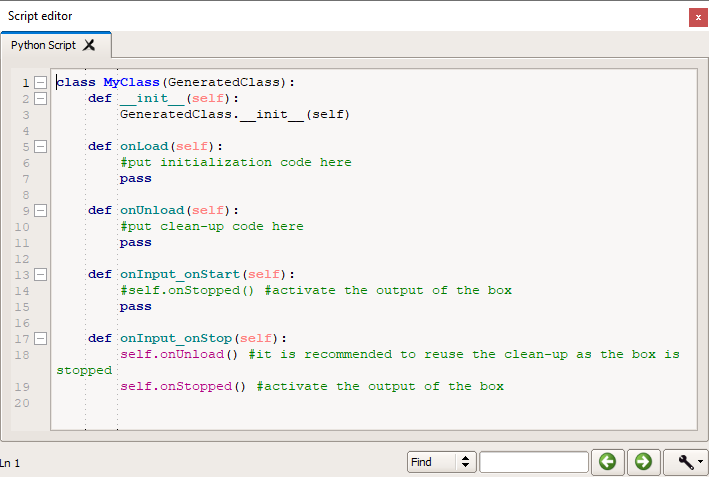 Script editor
x
Python Script
1 class MyClass(GeneratedClass):
2     def __init__(self):
3         GeneratedClass.__init__(self)
4
5     def onLoad(self):
6         #put initialization code here
7         pass
8
9     def onUnload(self):
10         #put clean-up code here
11         pass
12
13     def onInput_onStart(self):
14         #self.onStopped() #activate the output of the box
15         pass
16
17     def onInput_onStop(self):
18         self.onUnload() #it is recommended to reuse the clean-up as the box is
stopped
19         self.onStopped() #activate the output of the box
20
Ln 1
Find